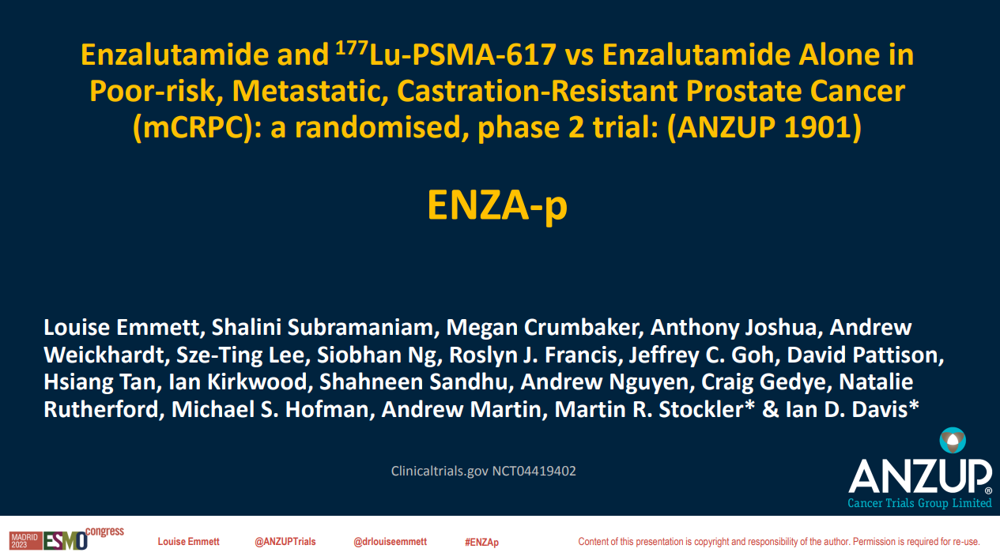 Enzalutamide and ¹⁷⁷Lu-PSMA-617 vs Enzalutamide Alone in
Poor-risk, Metastatic, Castration-Resistant Prostate Cancer
(mCRPC): a randomised, phase 2 trial: (ANZUP 1901)
ENZA-p
Louise Emmett, Shalini Subramaniam, Megan Crumbaker, Anthony Joshua, Andrew
Weickhardt, Sze-Ting Lee, Siobhan Ng, Roslyn J. Francis, Jeffrey C. Goh, David Pattison,
Hsiang Tan, Ian Kirkwood, Shahneen Sandhu, Andrew Nguyen, Craig Gedye, Natalie
Rutherford, Michael S. Hofman, Andrew Martin, Martin R. Stockler* & Ian D. Davis*
Clinicaltrials.gov NCT04419402
ANZUP®
Cancer Trials Group Limited
MADRID
2023
ESMO congress
Louise Emmett
@ANZUPTrials
@drlouiseemmett
#ENZAp
Content of this presentation is copyright and responsibility of the author. Permission is required for re-use.